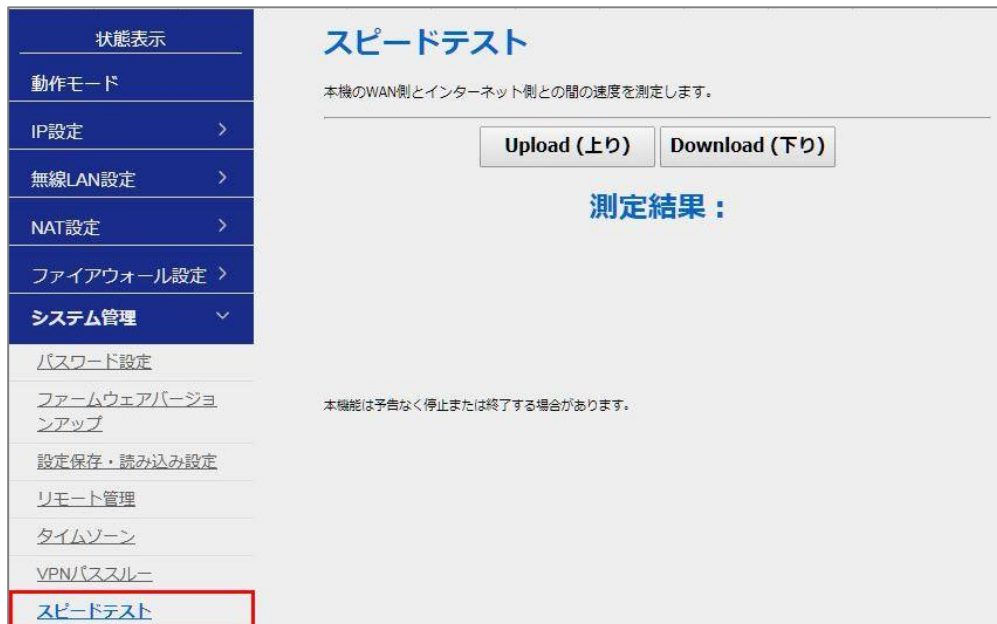 状態表示
動作モード
IP設定
無線LAN設定
NAT設定
ファイアウォール設定
システム管理
パスワード設定
ファームウェアバージョ
ンアップ
設定保存・読み込み設定
リモート管理
タイムゾーン
VPNパススルー
スピードテスト
スピードテスト
本機のWAN側とインターネット側との間の速度を測定します。
Upload (上り)
Download (下り)
測定結果：
本機能は予告なく停止または終了する場合があります。